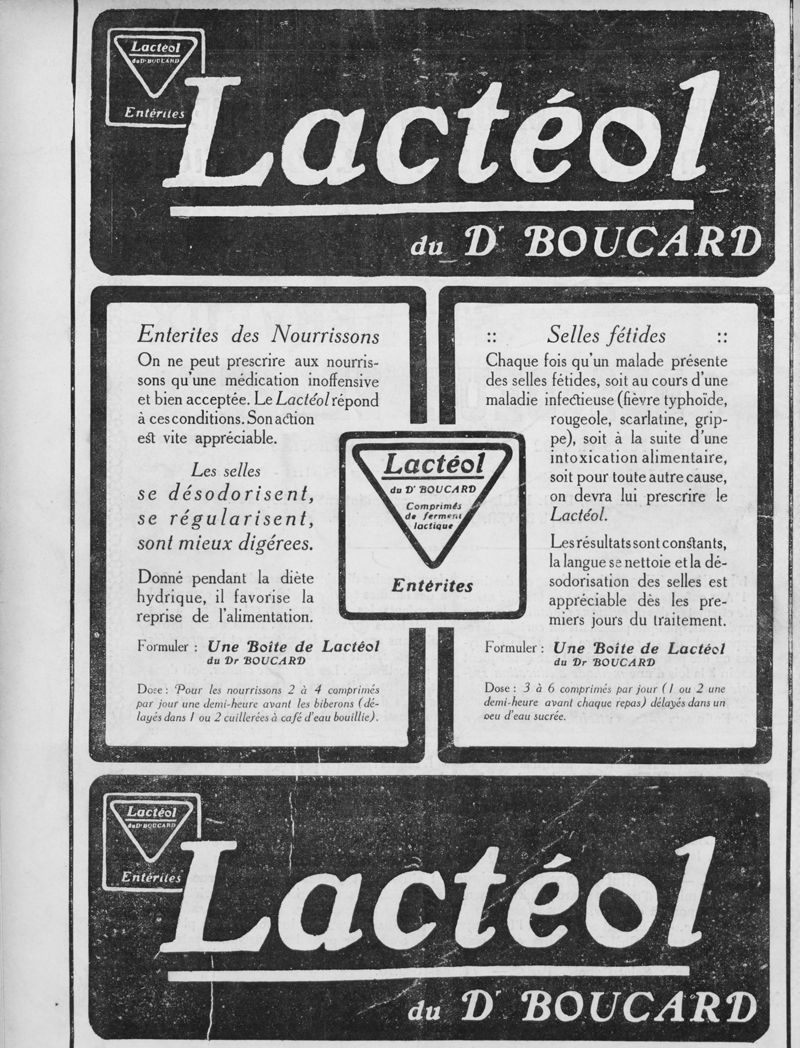 Lactéol
du Dr BOUCARD
Entérites
Lactéol
du Dr BOUCARD
Enterites des Nourrissons
On ne peut prescrire aux nourris-
sons qu'une médication inoffensive
et bien acceptée. Le Lactéol répond
à ces conditions. Son action
est vite appréciable.
Les selles
se désodorisent,
se régularisent,
sont mieux digérees.
Donné pendant la diète
hydrique, il favorise la
reprise de l'alimentation.
Formuler : Une Boîte de Lactéol
du Dr BOUCARD
Dose : Pour les nourrissons 2 à 4 comprimés
par jour une demi-heure avant les biberons (dé-
layés dans 1 ou 2 cuillerées à café d'eau bouillie).
Lactéol
du Dr BOUCARD
Comprimés
de ferment
lactique
Entérites
:: Selles fétides ::
Chaque fois qu'un malade présente
des selles fétides, soit au cours d'une
maladie infectieuse (fièvre typhoïde,
rougeole, scarlatine, grip-
pe), soit à la suite d'une
intoxication alimentaire,
soit pour toute autre cause,
on devra lui prescrire le
Lactéol.
Les résultats sont constants,
la langue se nettoie et la dé-
sodorisation des selles est
appréciable dès les pre-
miers jours du traitement.
Formuler : Une Boîte de Lactéol
du Dr BOUCARD
Dose : 3 à 6 comprimés par jour (1 ou 2 une
demi-heure avant chaque repas) délayés dans un
peu d'eau sucrée.
Lactéol
du Dr BOUCARD
Entérites
Lactéol
du Dr BOUCARD